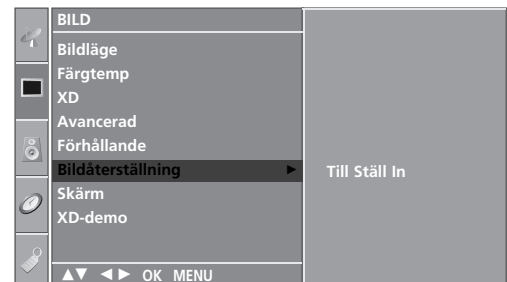 BILD
Bildläge
Färgtemp
XD
Avancerad
Förhållande
Bildåterställning ► Till Ställ In
Skärm
XD-demo
▲▼ ◄► OK MENU